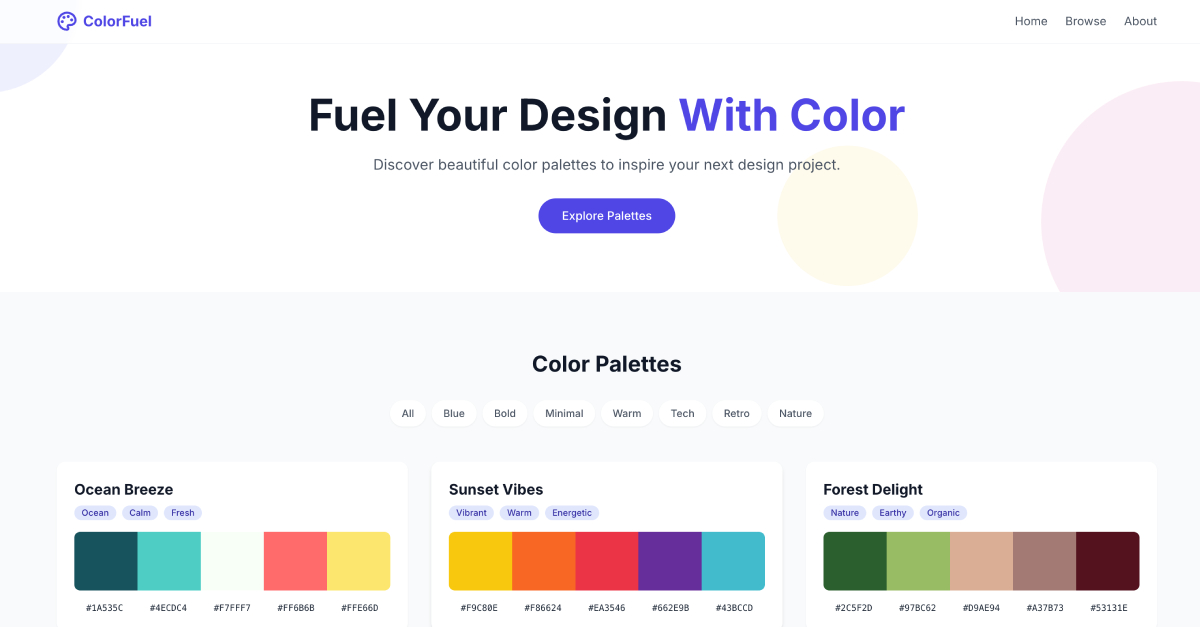 ColorFuel
Home Browse About
Fuel Your Design With Color
Discover beautiful color palettes to inspire your next design project.
Explore Palettes
Color Palettes
All Blue Bold Minimal Warm Tech Retro Nature
Ocean Breeze
Ocean Calm Fresh
#1A535C #4ECDC4 #F7FFF7 #FF6B6B #FFE66D
Sunset Vibes
Vibrant Warm Energetic
#F9C80E #F86624 #EA3546 #662E9B #43BCCD
Forest Delight
Nature Earthy Organic
#2C5F2D #97BC62 #D9AE94 #A37B73 #53131E